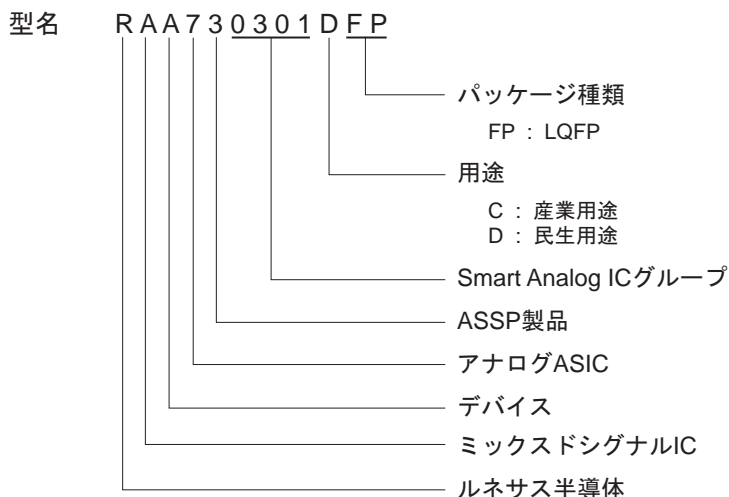 型名 RAA730301DFP
パッケージ種類
FP : LQFP
用途
C : 産業用途
D : 民生用途
Smart Analog ICグループ
ASSP製品
アナログASIC
デバイス
ミックスドシグナルIC
ルネサス半導体